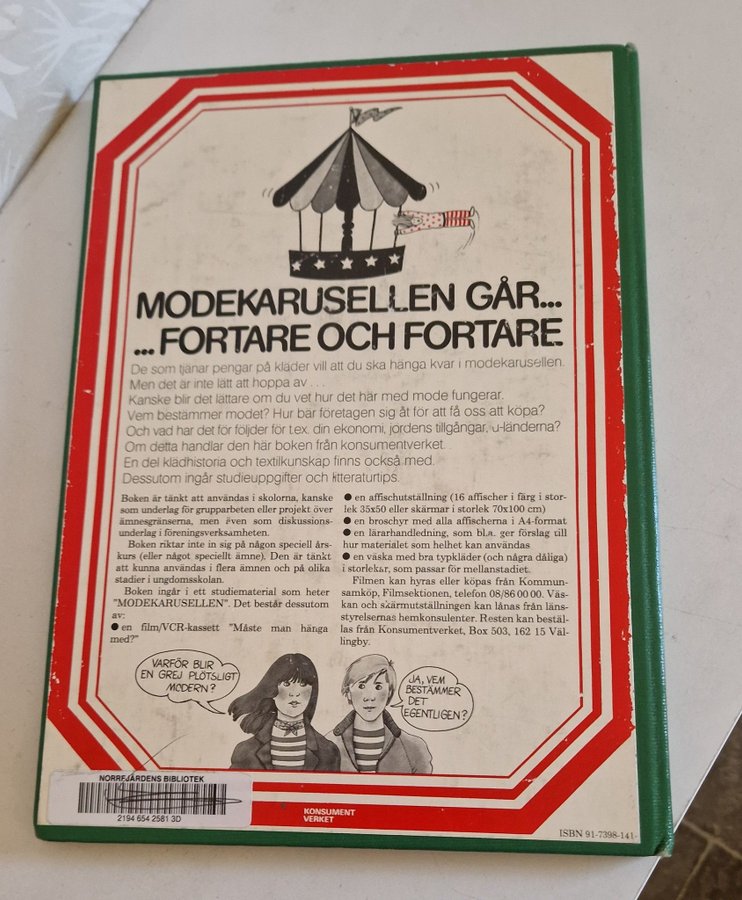 MODEKARUSELLEN GÅR...
... FORTARE OCH FORTARE
De som tjänar pengar på kläder vill att du ska hänga kvar i modekarusellen.
Men det är inte lätt att hoppa av . . .
Kanske blir det lättare om du vet hur det här med mode fungerar.
Vem bestämmer modet? Hur bär företagen sig åt för att få oss att köpa?
Och vad har det för följder för t.ex. din ekonomi, jordens tillgångar, u-länderna?
Om detta handlar den här boken från konsumentverket.
En del klädhistoria och textilkunskap finns också med.
Dessutom ingår studieuppgifter och litteraturtips.
Boken är tänkt att användas i skolorna, kanske
som underlag för grupparbeten eller projekt över
ämnesgränserna, men även som diskussions-
underlag i föreningsverksamheten.
Boken riktar inte in sig på någon speciell års-
kurs (eller något speciellt ämne). Den är tänkt
att kunna användas i flera ämnen och på olika
stadier i ungdomsskolan.
Boken ingår i ett studiematerial som heter
"MODEKARUSELLEN". Det består dessutom
av:
● en film/VCR-kassett "Måste man hänga
med?"
● en affischutställning (16 affischer i färg i stor-
lek 35x50 eller skärmar i storlek 70x100 cm)
● en broschyr med alla affischerna i A4-format
● en lärarhandledning, som bl.a. ger förslag till
hur materialet som helhet kan användas
● en väska med bra typkläder (och några dåliga)
i storlekar, som passar för mellanstadiet.
Filmen kan hyras eller köpas från Kommun-
samköp, Filmsektionen, telefon 08/86 00 00. Väs-
kan och skärmutställningen kan lånas från läns-
styrelsernas hemkonsulenter. Resten kan bestäl-
las från Konsumentverket, Box 503, 162 15 Väl-
lingby.
VARFÖR BLIR
EN GREJ PLÖTSLIGT
MODERN?
JA, VEM
BESTÄMMER
DET
EGENTLIGEN?
NORRFJÄRDENS BIBLIOTEK
2194 654 2581 3D
KONSUMENT
VERKET
ISBN 91-7398-141-